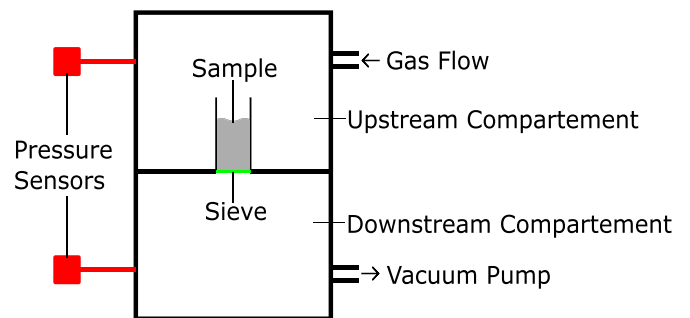 Sample
← Gas Flow
Upstream Compartement
Pressure
Sensors
Sieve
Downstream Compartement
→ Vacuum Pump